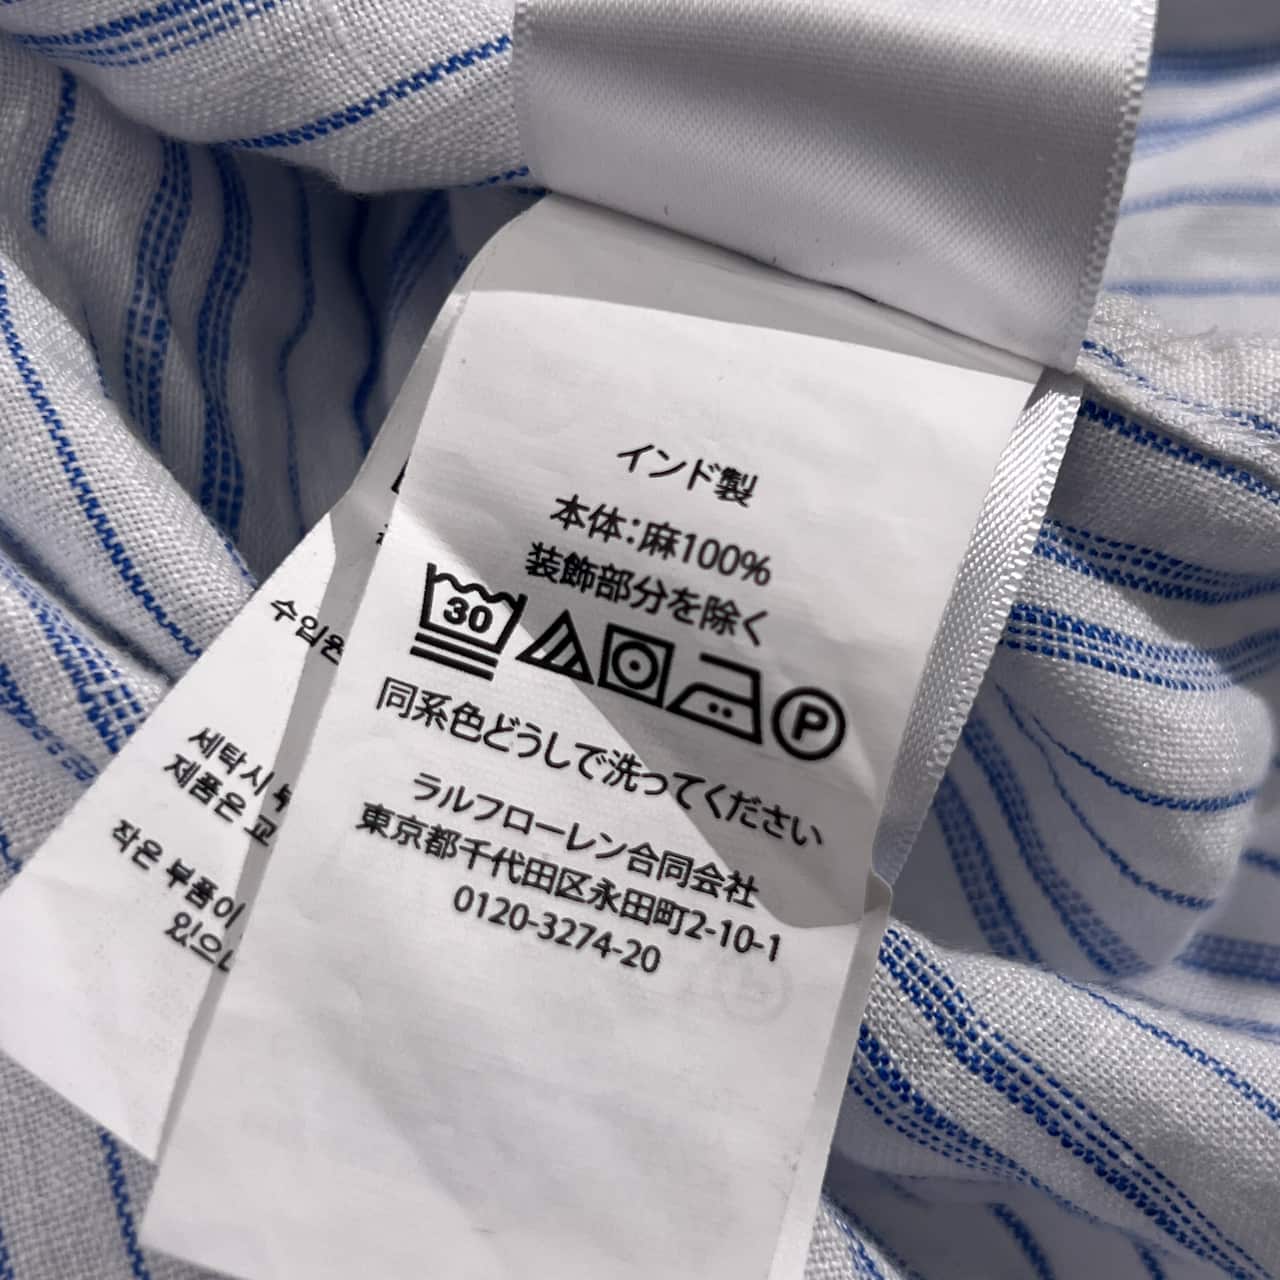 インド製
本体:麻100%
装飾部分を除く
30
P
同系色どうしで洗ってください
ラルフローレン合同会社
東京都千代田区永田町2-10-1
0120-3274-20
수입원
세탁시
제품은 고
작은 부품이
있으니